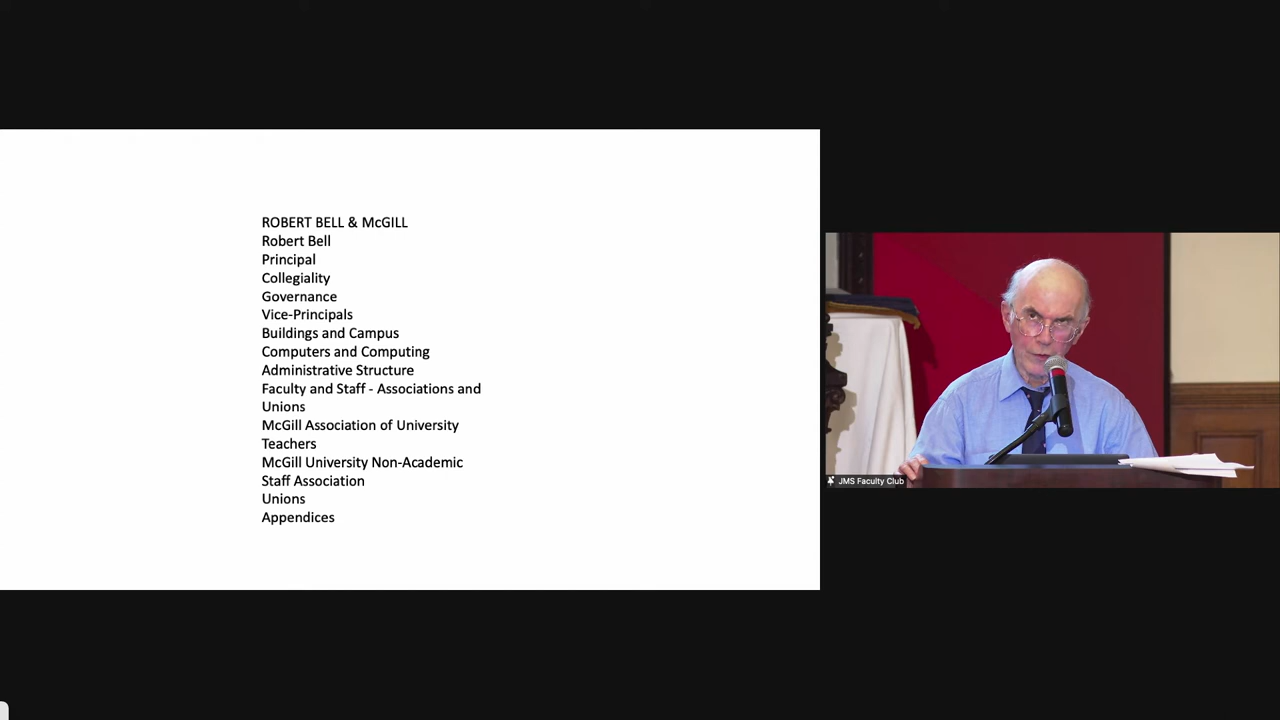 ROBERT BELL & McGILL
Robert Bell
Principal
Collegiality
Governance
Vice-Principals
Buildings and Campus
Computers and Computing
Administrative Structure
Faculty and Staff - Associations and
Unions
McGill Association of University
Teachers
McGill University Non-Academic
Staff Association
Unions
Appendices
JMS Faculty Club